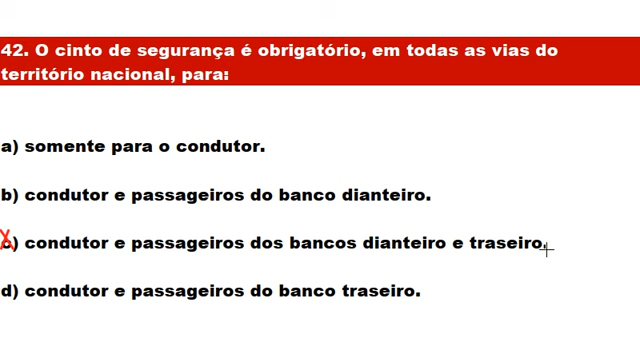 42. O cinto de segurança é obrigatório, em todas as vias do
território nacional, para:
a) somente para o condutor.
b) condutor e passageiros do banco dianteiro.
c) condutor e passageiros dos bancos dianteiro e traseiro.
d) condutor e passageiros do banco traseiro.